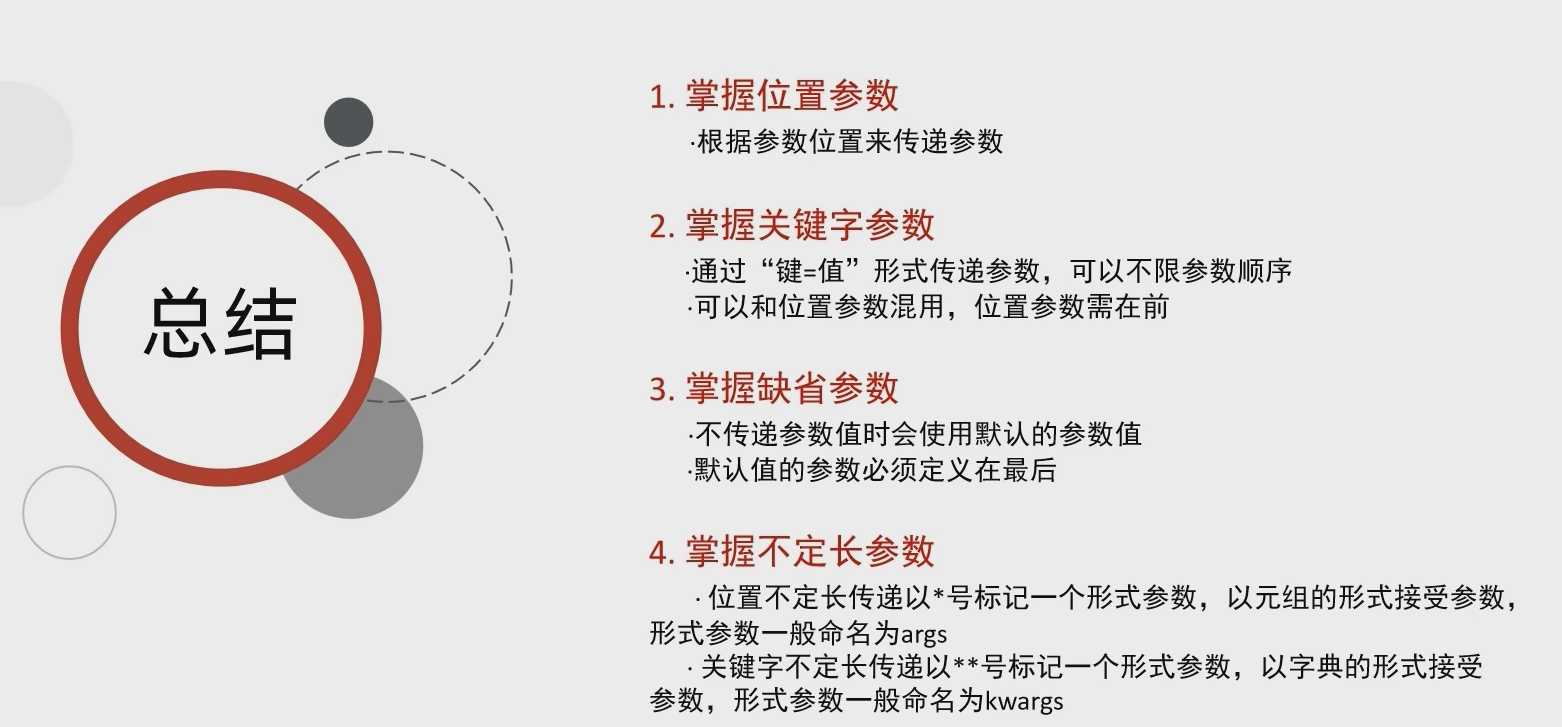 总结
1. 掌握位置参数
·根据参数位置来传递参数
2. 掌握关键字参数
·通过“键=值”形式传递参数，可以不限参数顺序
·可以和位置参数混用，位置参数需在前
3. 掌握缺省参数
·不传递参数值时会使用默认的参数值
·默认值的参数必须定义在最后
4. 掌握不定长参数
· 位置不定长传递以*号标记一个形式参数，以元组的形式接受参数，
形式参数一般命名为args
· 关键字不定长传递以**号标记一个形式参数，以字典的形式接受
参数，形式参数一般命名为kwargs